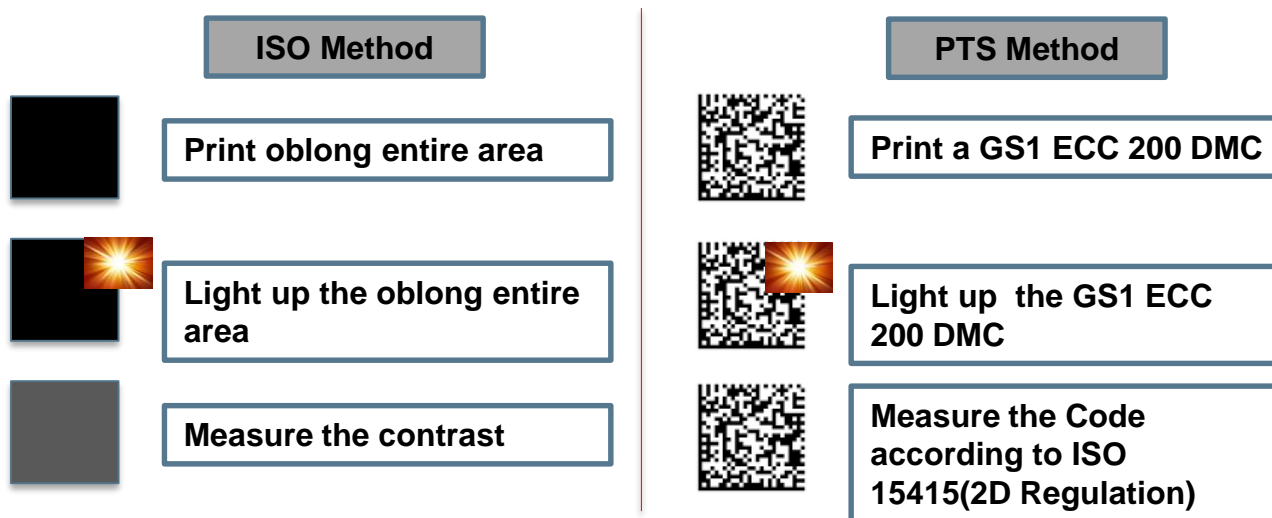 ISO Method
Print oblong entire area
Light up the oblong entire
area
Measure the contrast
PTS Method
Print a GS1 ECC 200 DMC
Light up  the GS1 ECC
200 DMC
Measure the Code
according to ISO
15415(2D Regulation)